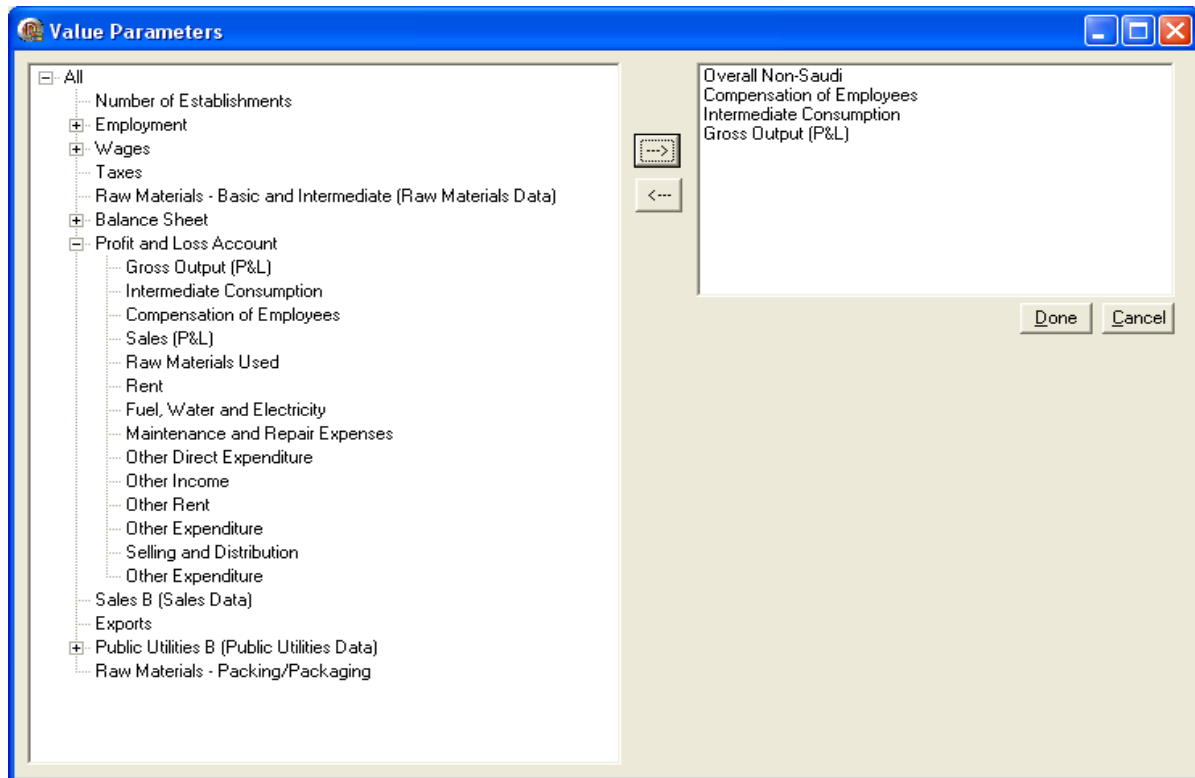 Value Parameters
All
Number of Establishments
Employment
Wages
Taxes
Raw Materials - Basic and Intermediate (Raw Materials Data)
Balance Sheet
Profit and Loss Account
Gross Output (P&L)
Intermediate Consumption
Compensation of Employees
Sales (P&L)
Raw Materials Used
Rent
Fuel, Water and Electricity
Maintenance and Repair Expenses
Other Direct Expenditure
Other Income
Other Rent
Other Expenditure
Selling and Distribution
Other Expenditure
Sales B (Sales Data)
Exports
Public Utilities B (Public Utilities Data)
Raw Materials - Packing/Packaging
--->
<---
Overall Non-Saudi
Compensation of Employees
Intermediate Consumption
Gross Output (P&L)
Done
Cancel